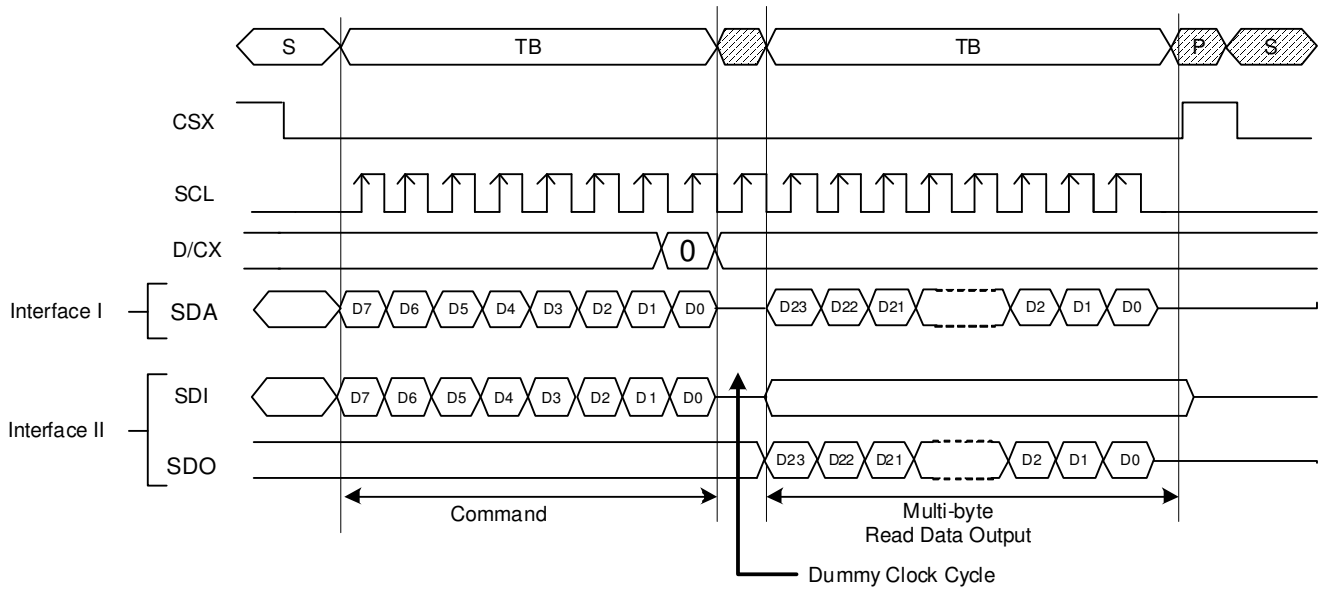 S TB TB P S
CSX
SCL
D/CX 0
Interface I SDA D7 D6 D5 D4 D3 D2 D1 D0 D23 D22 D21 D2 D1 D0
SDI D7 D6 D5 D4 D3 D2 D1 D0
Interface II
SDO D23 D22 D21 D2 D1 D0
Command
Multi-byte
Read Data Output
Dummy Clock Cycle